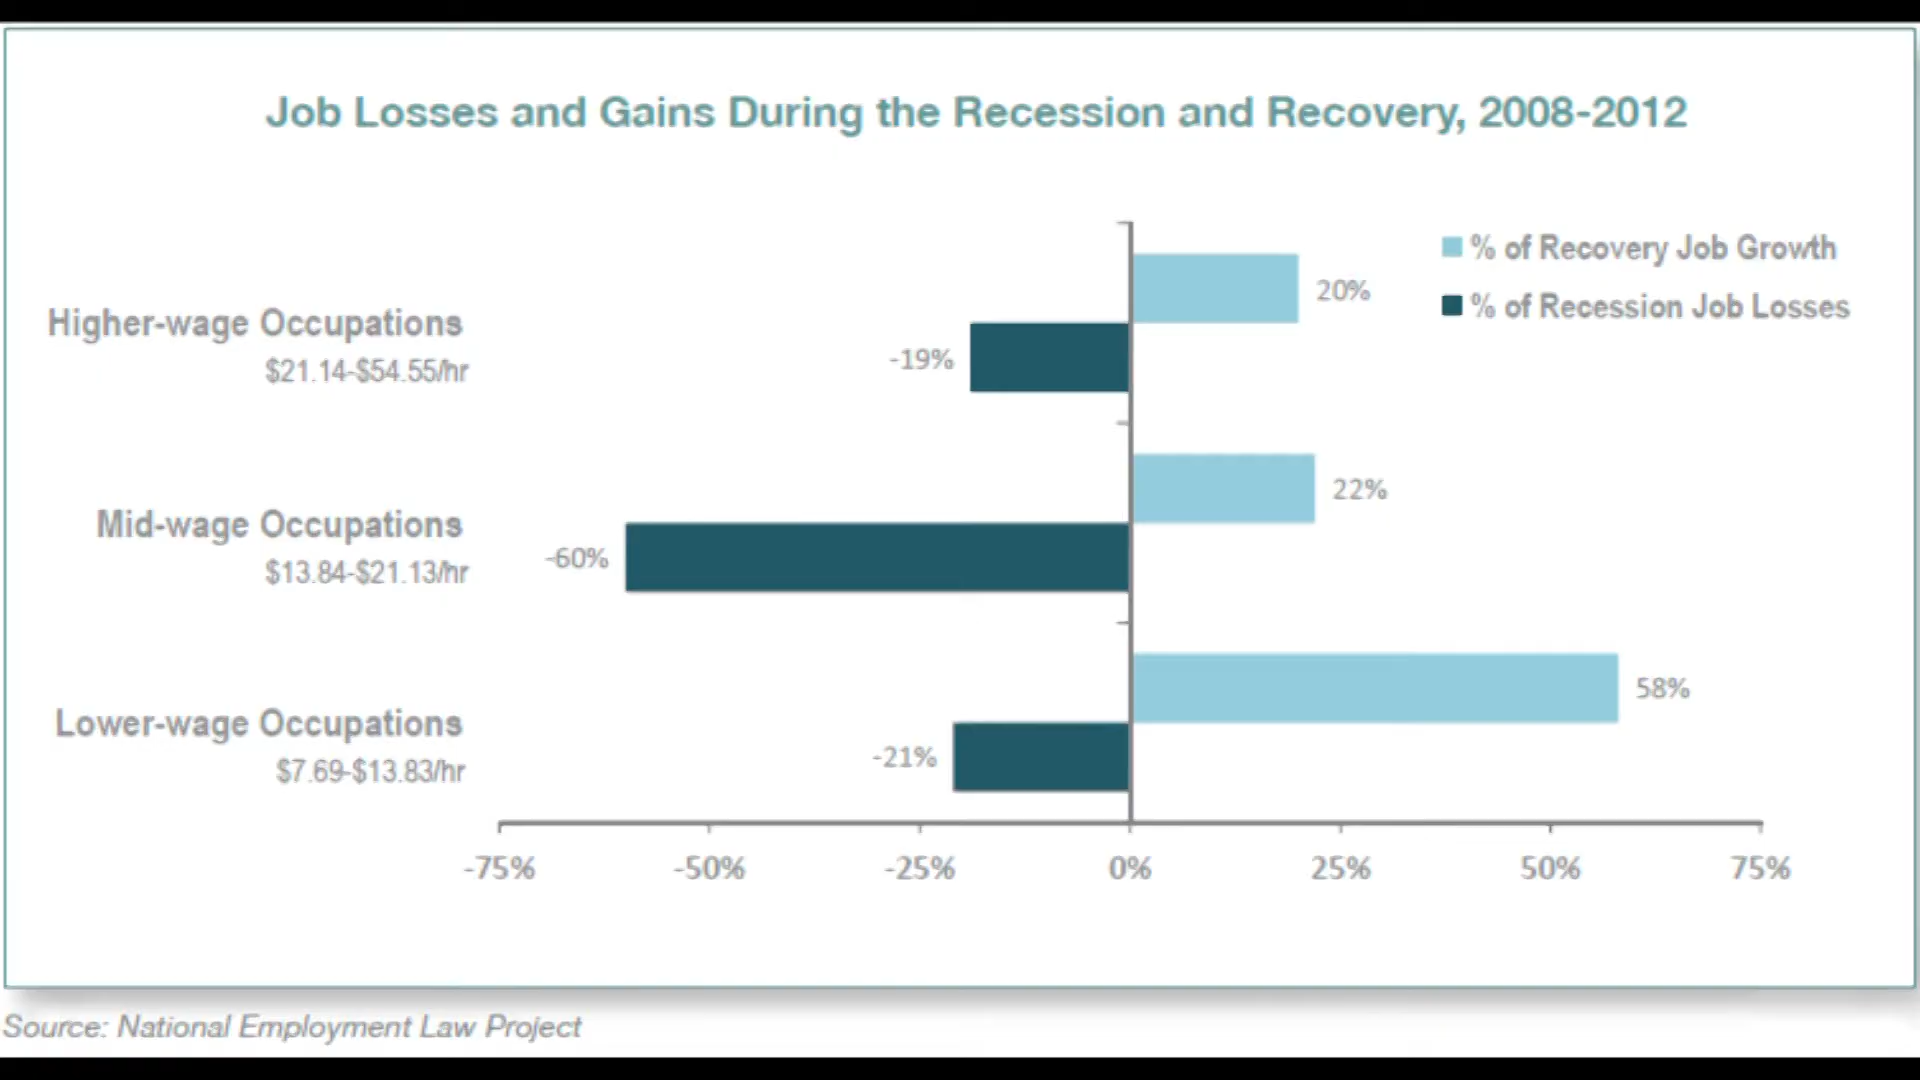 Job Losses and Gains During the Recession and Recovery, 2008-2012
% of Recovery Job Growth
% of Recession Job Losses
Higher-wage Occupations
$21.14-$54.55/hr
20%
-19%
Mid-wage Occupations
$13.84-$21.13/hr
22%
-60%
Lower-wage Occupations
$7.69-$13.83/hr
58%
-21%
-75% -50% -25% 0% 25% 50% 75%
Source: National Employment Law Project